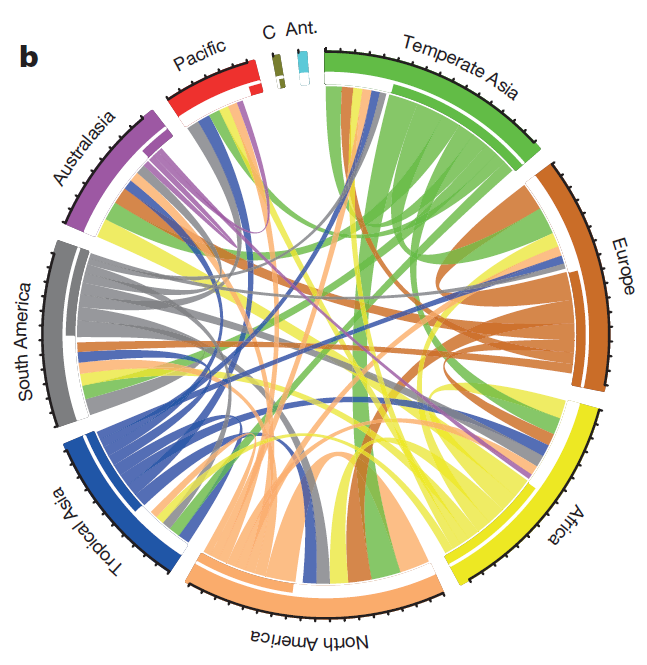 b
C
Ant.
Temperate Asia
Europe
Africa
North America
Tropical Asia
South America
Australasia
Pacific